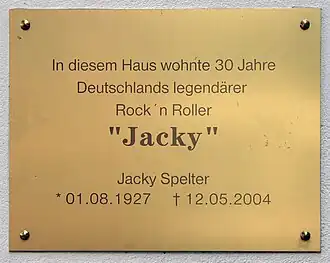 In diesem Haus wohnte 30 Jahre
Deutschlands legendärer
Rock´n Roller
"Jacky"
Jacky Spelter
* 01.08.1927 † 12.05.2004